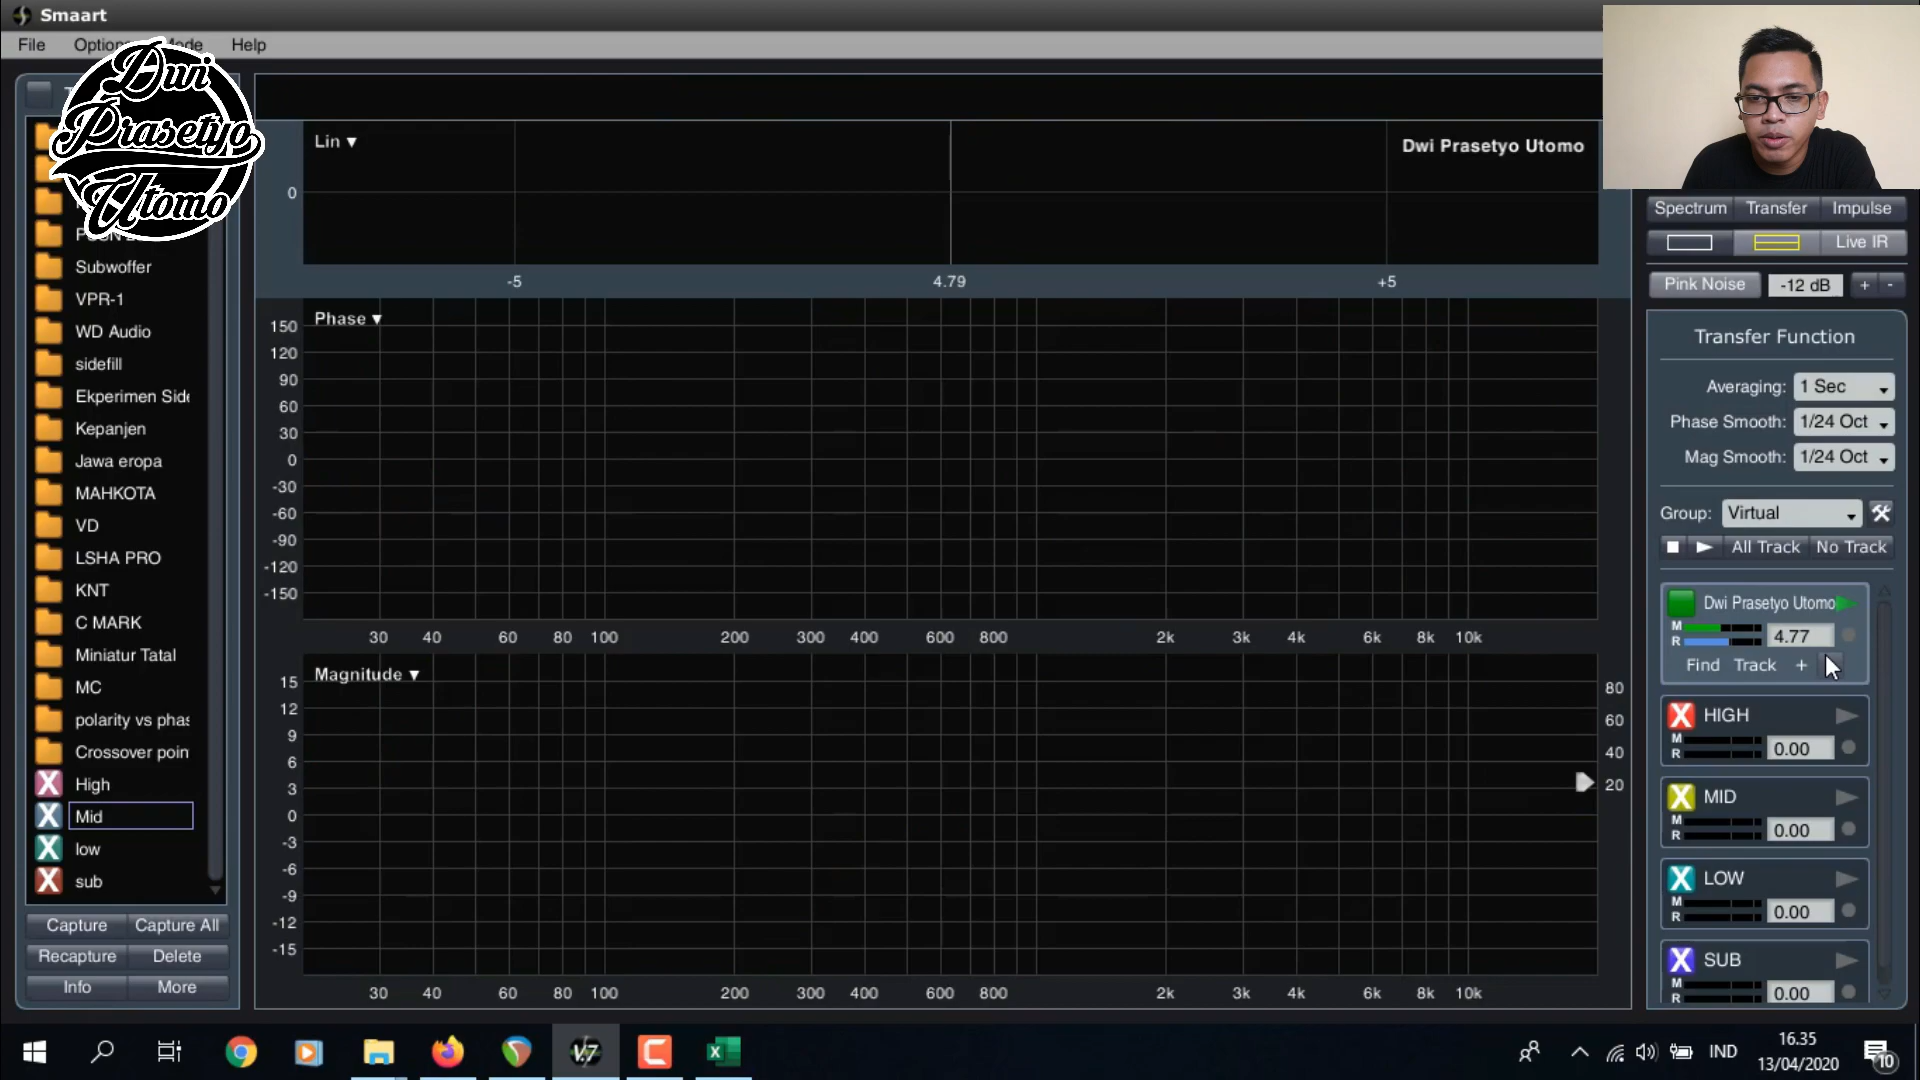 Smaart
File Options Mode Help
Dwi
Prasetyo
Utomo
Subwoffer
VPR-1
WD Audio
sidefill
Ekperimen Side
Kepanjen
Jawa eropa
MAHKOTA
VD
LSHA PRO
KNT
C MARK
Miniatur Tatal
MC
polarity vs phas
Crossover poin
High
Mid
low
sub
Capture Capture All
Recapture Delete
Info More
Lin
Dwi Prasetyo Utomo
0
-5 4.79 +5
Phase
150
120
90
60
30
0
-30
-60
-90
-120
-150
30 40 60 80 100 200 300 400 600 800 2k 3k 4k 6k 8k 10k
Magnitude
15
12
9
6
3
0
-3
-6
-9
-12
-15
80
60
40
20
30 40 60 80 100 200 300 400 600 800 2k 3k 4k 6k 8k 10k
Spectrum Transfer Impulse
Live IR
Pink Noise -12 dB + -
Transfer Function
Averaging: 1 Sec
Phase Smooth: 1/24 Oct
Mag Smooth: 1/24 Oct
Group: Virtual
All Track No Track
Dwi Prasetyo Utomo
M
R
4.77
Find Track +
X HIGH
M
R
0.00
X MID
M
R
0.00
X LOW
M
R
0.00
X SUB
M
R
0.00
V.7
IND
16.35
13/04/2020
10